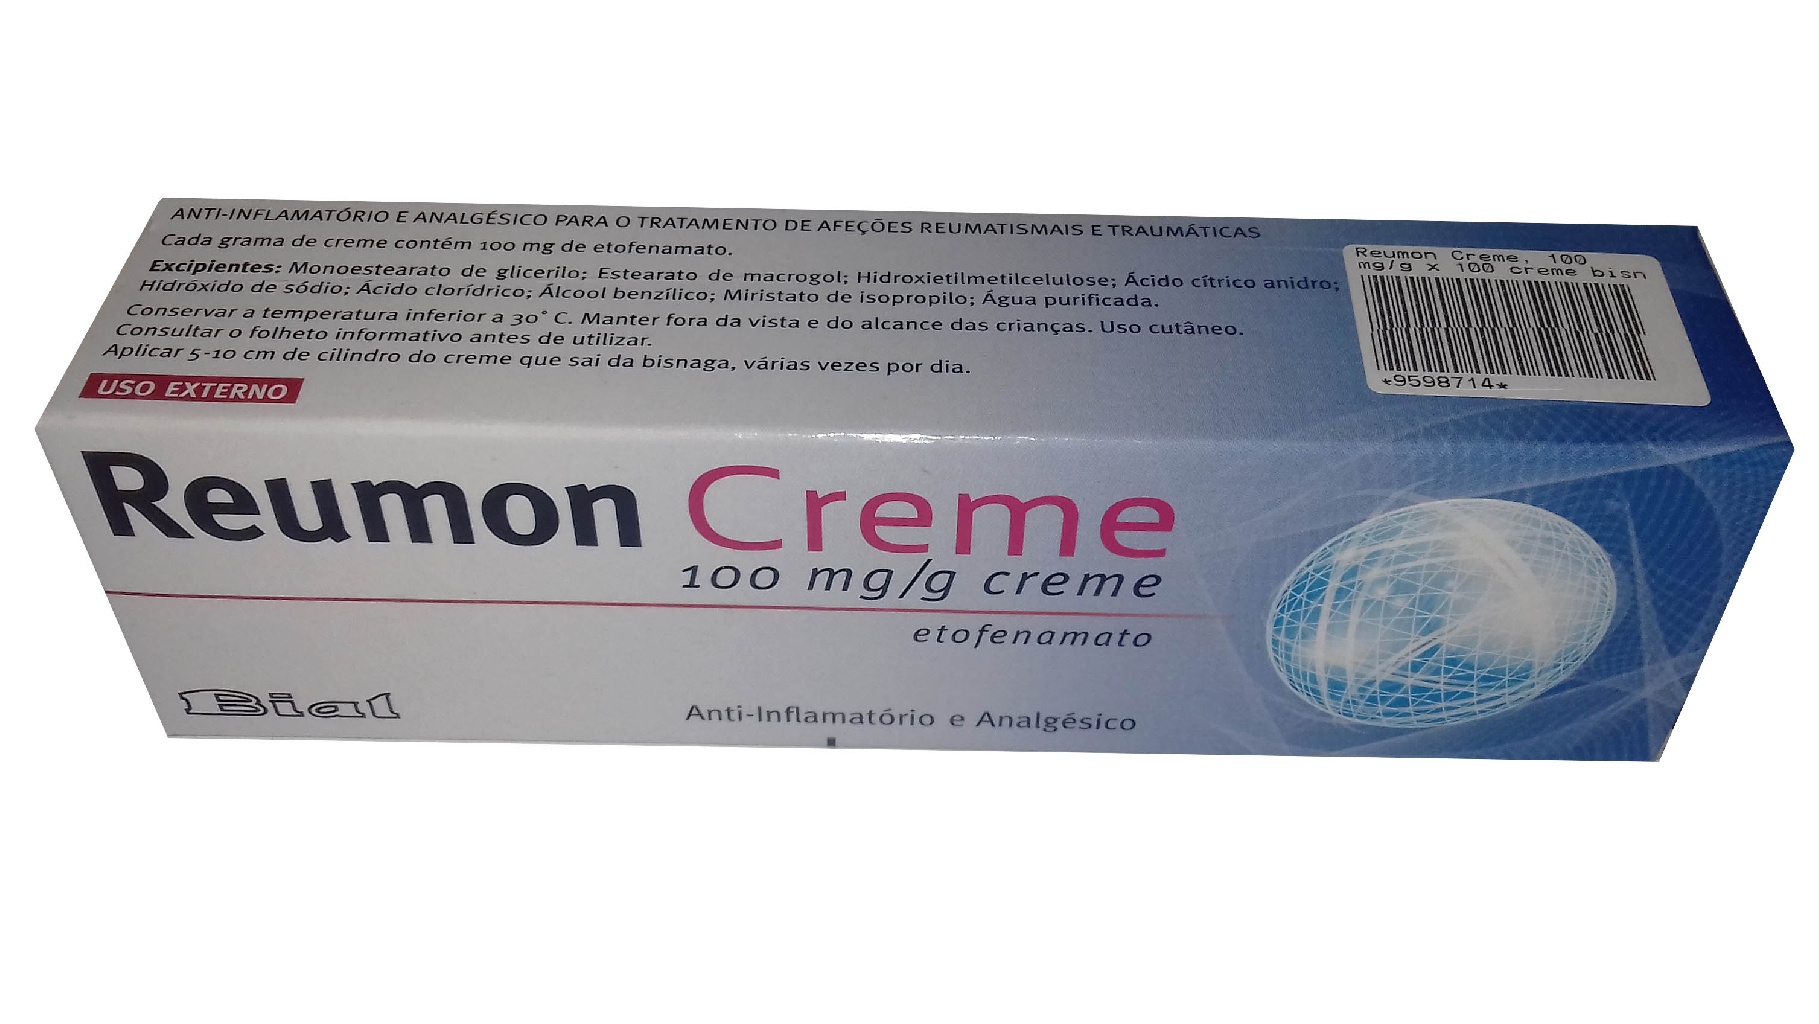 ANTI-INFLAMATÓRIO E ANALGÉSICO PARA O TRATAMENTO DE AFEÇÕES REUMATISMAIS E TRAUMÁTICAS
Cada grama de creme contém 100 mg de etofenamato.
Excipientes: Monoestearato de glicerilo; Estearato de macrogol; Hidroxietilmetilcelulose; Ácido cítrico anidro;
Hidróxido de sódio; Ácido clorídrico; Álcool benzílico; Miristato de isopropilo; Água purificada.
Conservar a temperatura inferior a 30° C. Manter fora da vista e do alcance das crianças. Uso cutâneo.
Consultar o folheto informativo antes de utilizar.
Aplicar 5-10 cm de cilindro do creme que sai da bisnaga, várias vezes por dia.
USO EXTERNO
Reumon Creme, 100
mg/g x 100 creme bisn
*9598714*
Reumon Creme
100 mg/g creme
etofenamato
Bial
Anti-Inflamatório e Analgésico